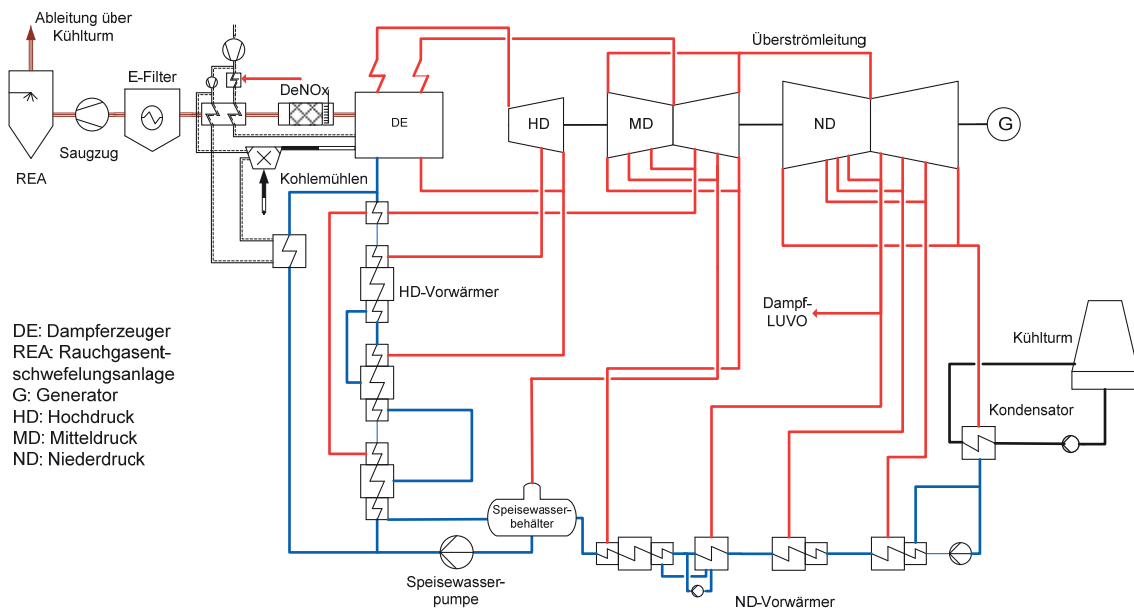 Ableitung über
Kühlturm
E-Filter
DeNOx
Überströmleitung
DE
HD
MD
ND
G
Saugzug
REA
Kohlemühlen
HD-Vorwärmer
Dampf-
LUVO
Kühlturm
Kondensator
DE: Dampferzeuger
REA: Rauchgasent-
schwefelungsanlage
G: Generator
HD: Hochdruck
MD: Mitteldruck
ND: Niederdruck
Speisewasser-
behälter
Speisewasser-
pumpe
ND-Vorwärmer